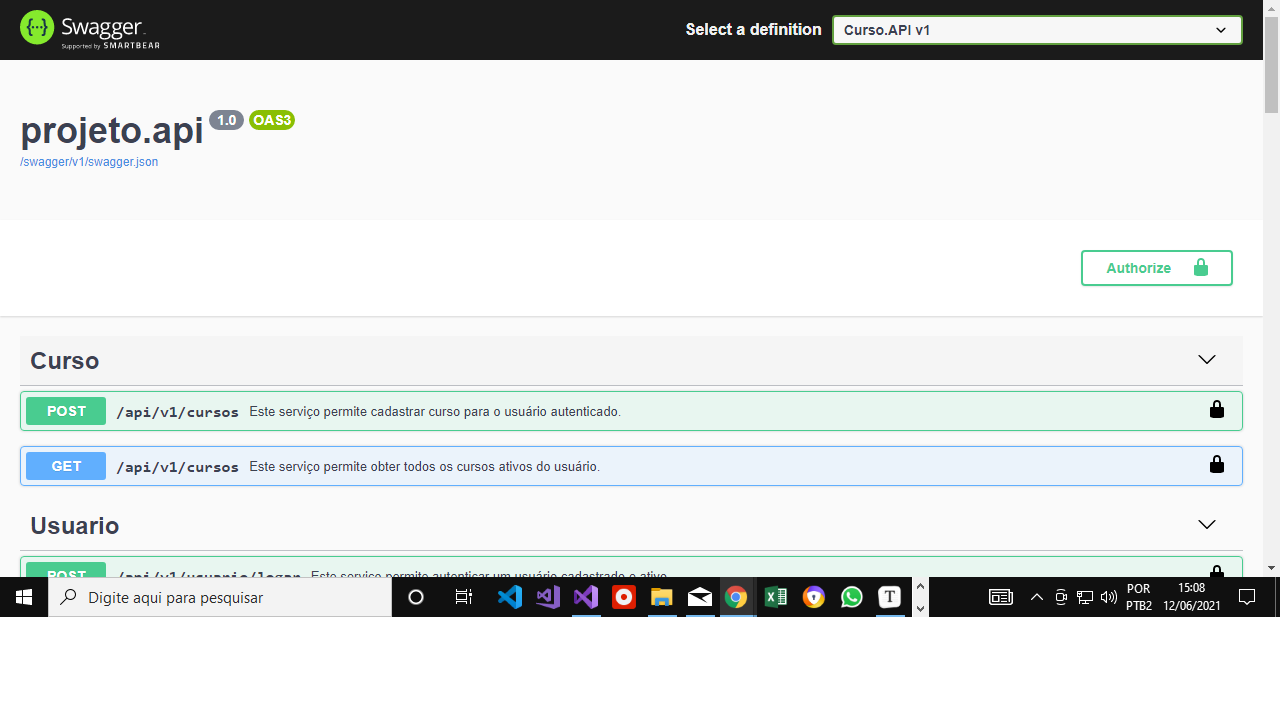 Swagger
Supported by SMARTBEAR
Select a definition
Curso.API v1
projeto.api 1.0 OAS3
/swagger/v1/swagger.json
Authorize
Curso
POST /api/v1/cursos Este serviço permite cadastrar curso para o usuário autenticado.
GET /api/v1/cursos Este serviço permite obter todos os cursos ativos do usuário.
Usuario
POST /api/v1/usuario/logar Este serviço permite autenticar um usuário cadastrado e ativo.
Digite aqui para pesquisar
T
POR
PTB2
15:08
12/06/2021